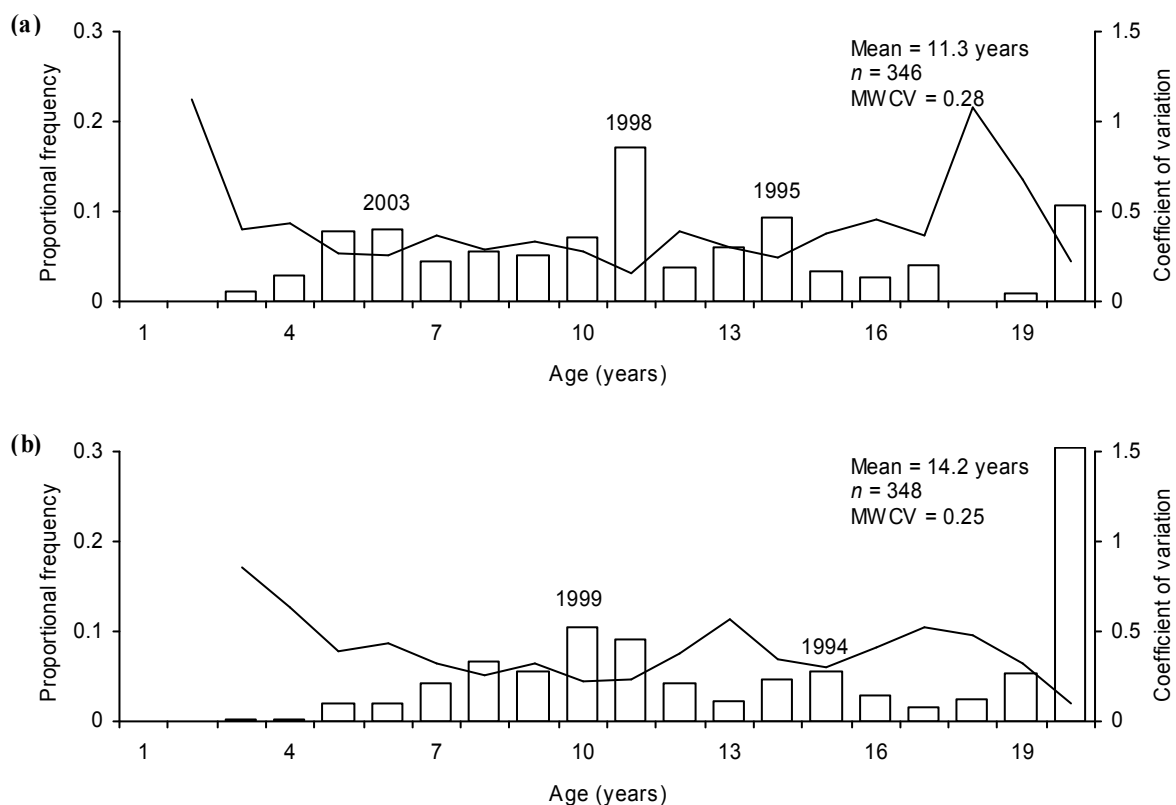 (a)
0.3 1.5
Mean = 11.3 years
n = 346
MWCV = 0.28
1998
0.2 1
1995
2003
0.1 0.5
0 0
Proportional frequency
Coefficient of variation
1 4 7 10 13 16 19
Age (years)
(b)
0.3 1.5
Mean = 14.2 years
n = 348
MWCV = 0.25
0.2 1
1999
0.1 0.5
1994
0 0
Proportional frequency
Coefficient of variation
1 4 7 10 13 16 19
Age (years)